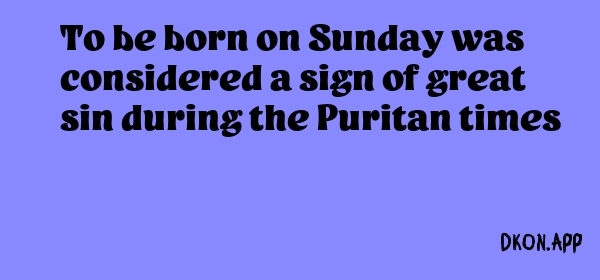 To be born on Sunday was
considered a sign of great
sin during the Puritan times
DKON.APP